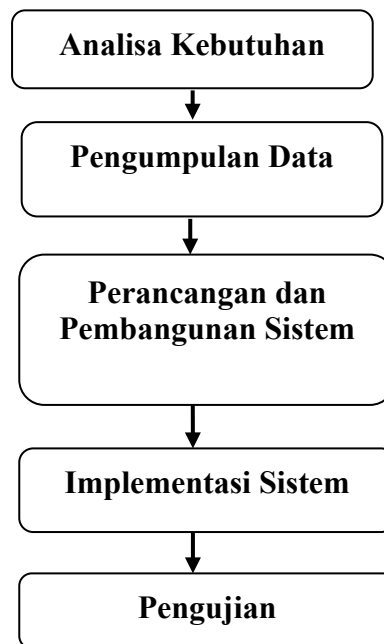 Analisa Kebutuhan
Pengumpulan Data
Perancangan dan
Pembangunan Sistem
Implementasi Sistem
Pengujian